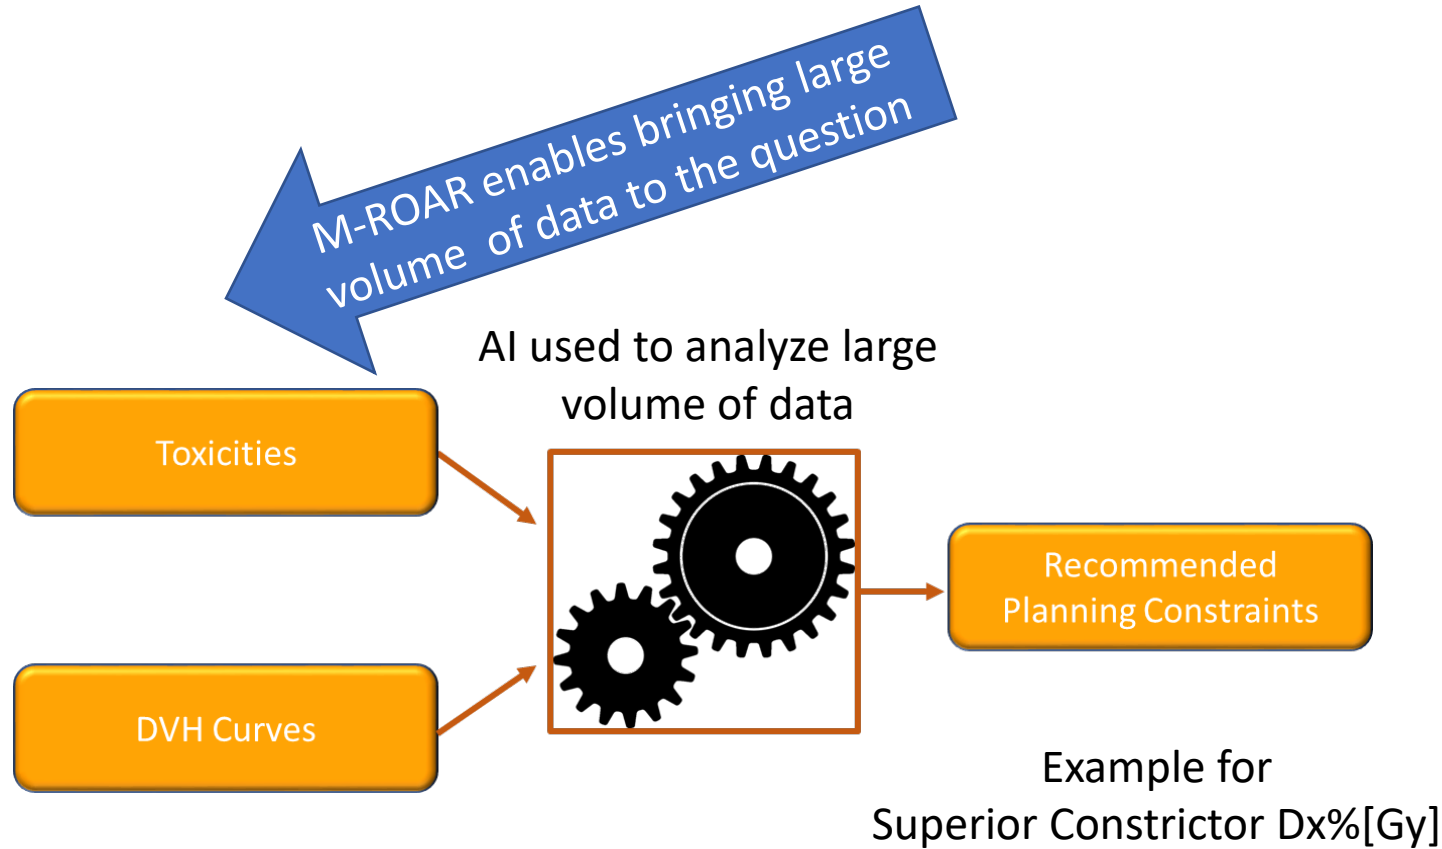 M-ROAR enables bringing large
volume  of data to the question
AI used to analyze large
volume of data
Toxicities
DVH Curves
Recommended
Planning Constraints
Example for
Superior Constrictor Dx%[Gy]